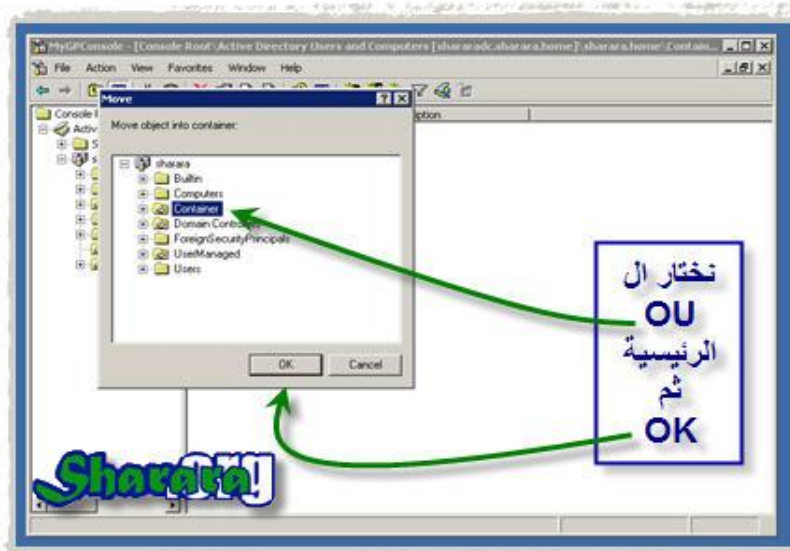 MyGPConsole - [Console Root\Active Directory Users and Computers [shararadc.sharara.home]\sharara.home\Contain...
File Action View Favorites Window Help
Move
Move object into container:
sharara
Builtin
Computers
Container
Domain Controllers
ForeignSecurityPrincipals
UserManaged
Users
OK Cancel
نختار ال
OU
الرئيسية
ثم
OK
Sharara.org